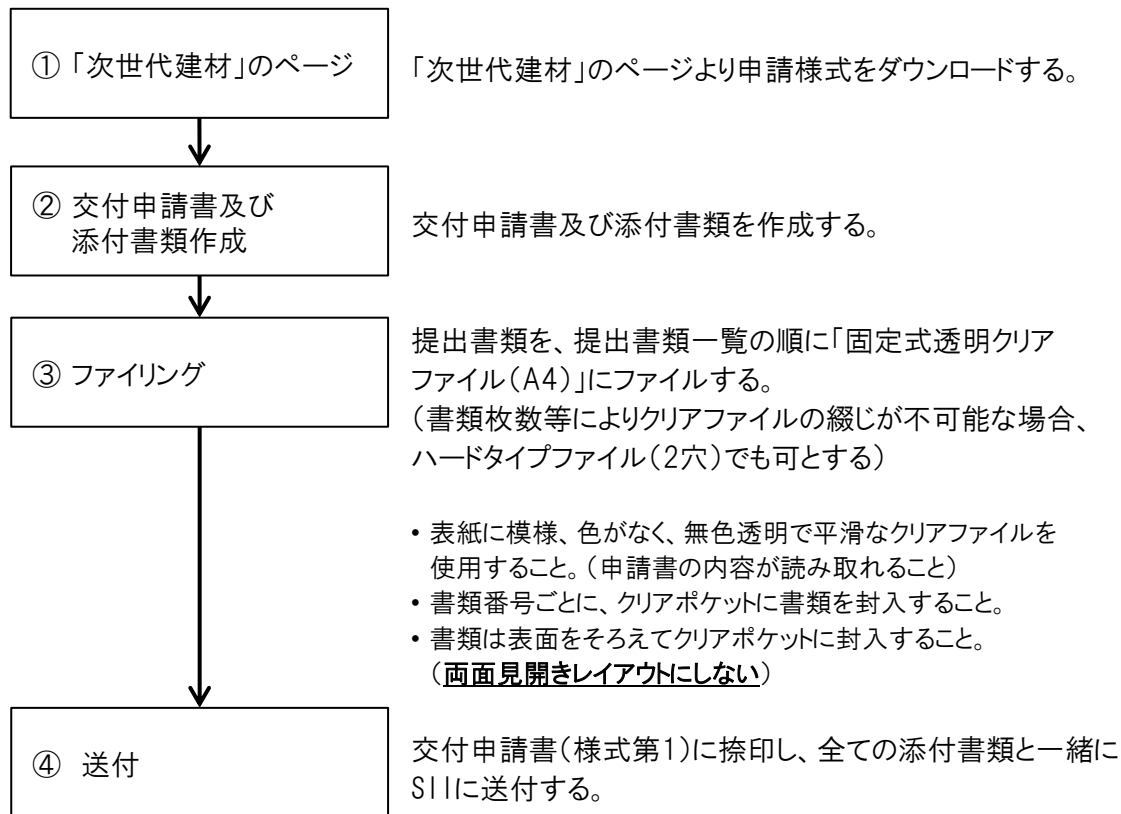 ① 「次世代建材」のページ
「次世代建材」のページより申請様式をダウンロードする。
② 交付申請書及び
添付書類作成
交付申請書及び添付書類を作成する。
③ ファイリング
提出書類を、提出書類一覧の順に「固定式透明クリア
ファイル(A4)」にファイルする。
(書類枚数等によりクリアファイルの綴じが不可能な場合、
ハードタイプファイル(2穴)でも可とする)
• 表紙に模様、色がなく、無色透明で平滑なクリアファイルを
使用すること。(申請書の内容が読み取れること)
• 書類番号ごとに、クリアポケットに書類を封入すること。
• 書類は表面をそろえてクリアポケットに封入すること。
(両面見開きレイアウトにしない)
④ 送付
交付申請書(様式第1)に捺印し、全ての添付書類と一緒に
SIIに送付する。